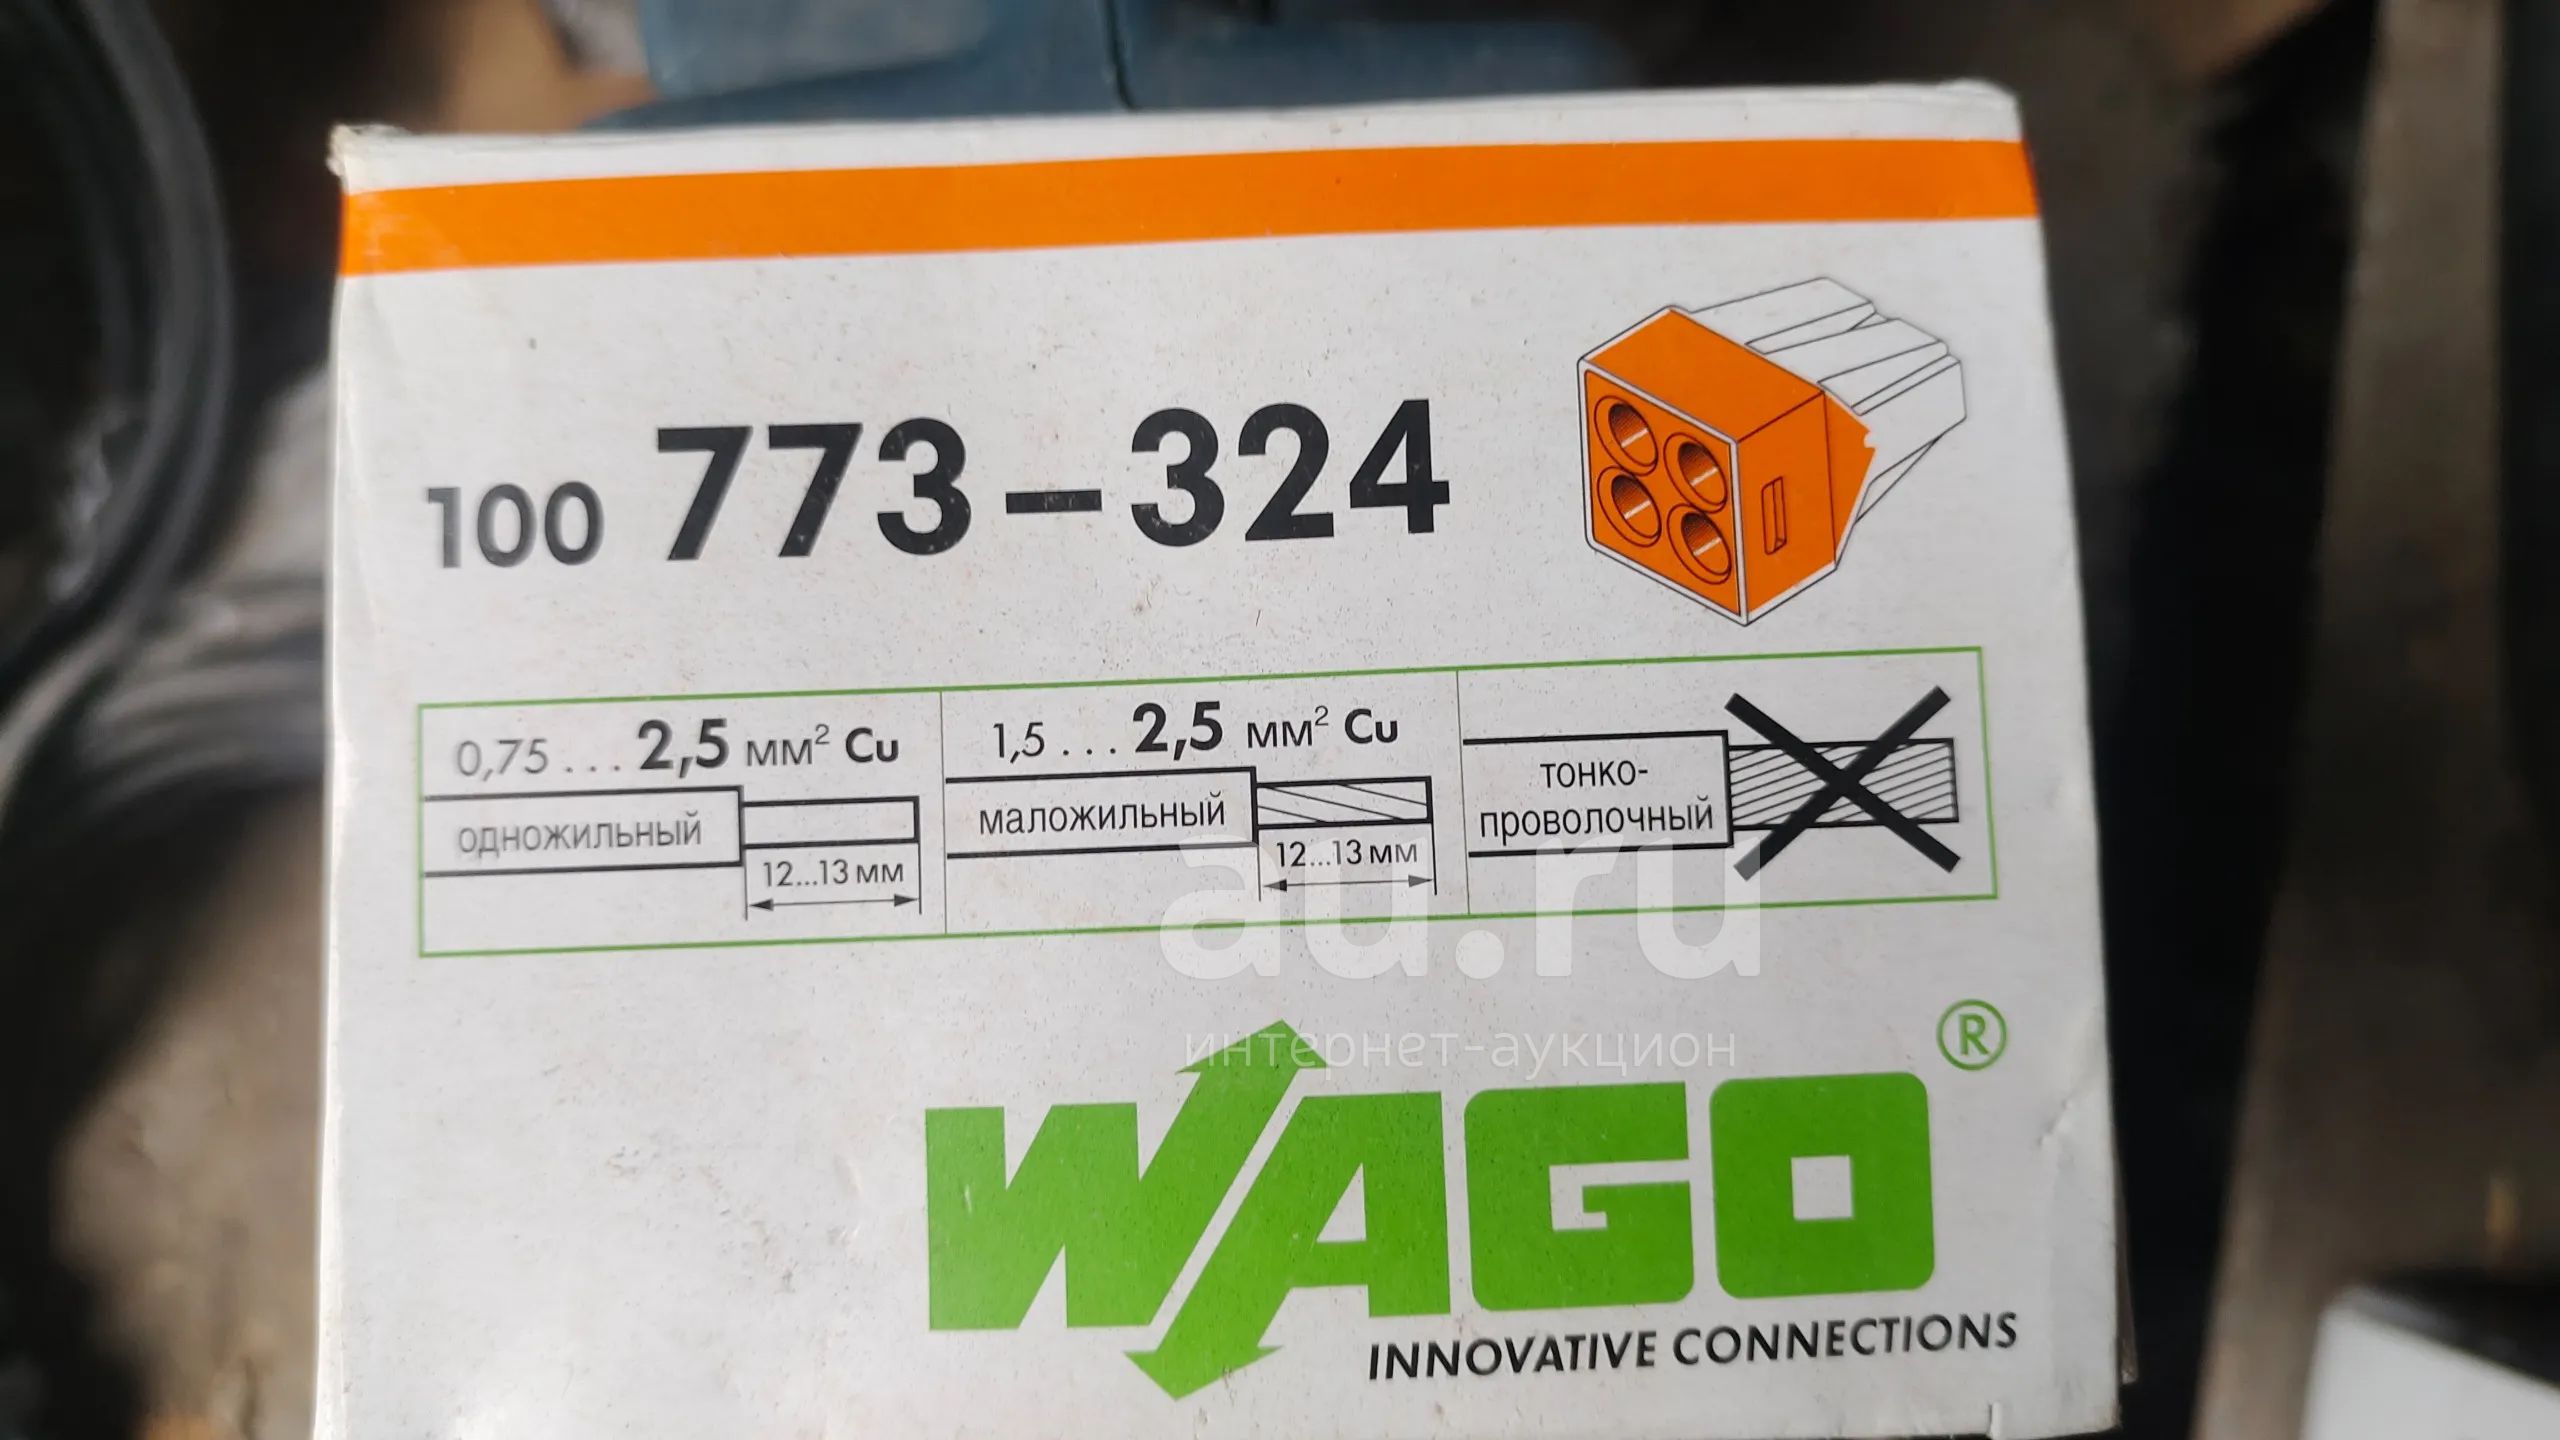 100 773-324
0,75 ... 2,5 мм² Cu
одножильный
12...13 мм
1,5 ... 2,5 мм² Cu
маложильный
12...13 мм
тонко-
проволочный
au.ru
интернет-аукцион
WAGO®
INNOVATIVE CONNECTIONS